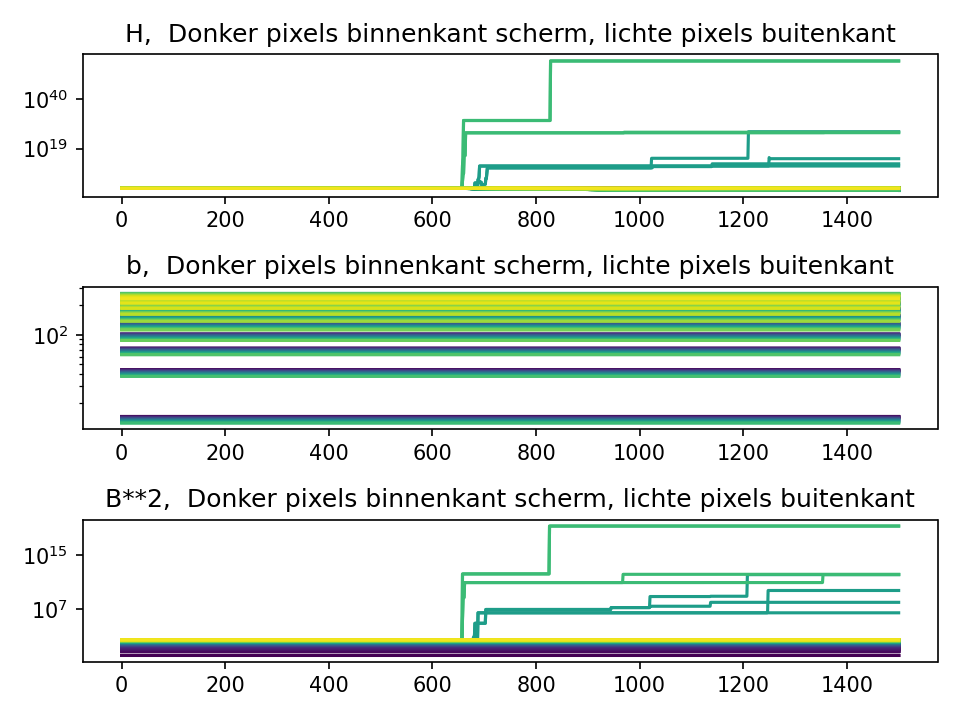 H,  Donker pixels binnenkant scherm, lichte pixels buitenkant
10^40
10^19
0 200 400 600 800 1000 1200 1400
b,  Donker pixels binnenkant scherm, lichte pixels buitenkant
10^2
0 200 400 600 800 1000 1200 1400
B**2,  Donker pixels binnenkant scherm, lichte pixels buitenkant
10^15
10^7
0 200 400 600 800 1000 1200 1400